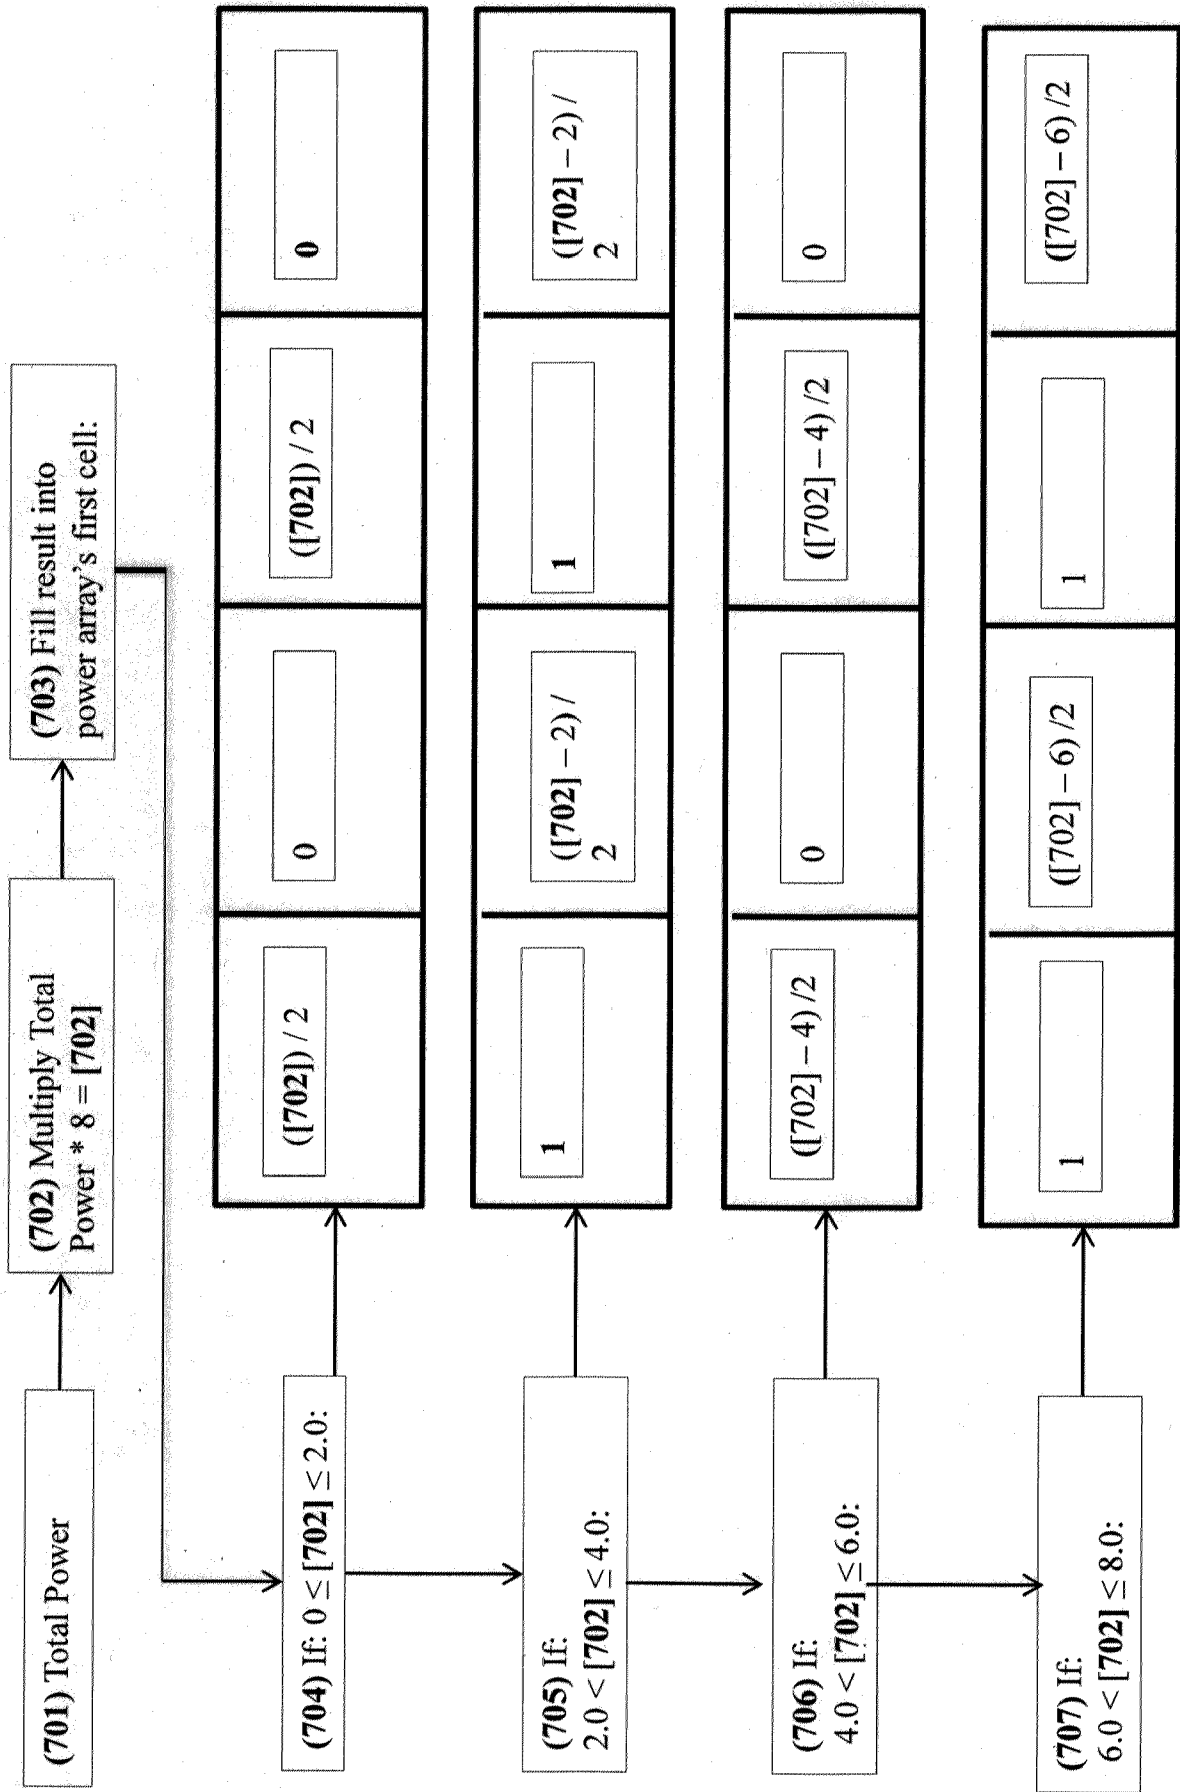 (701) Total Power
(702) Multiply Total
Power * 8 = [702]
(703) Fill result into
power array's first cell:
(704) If: 0 ≤ [702] ≤ 2.0:
([702]) / 2
0
([702]) / 2
0
(705) If:
2.0 < [702] ≤ 4.0:
1
([702] – 2) /
2
1
([702] – 2) /
2
(706) If:
4.0 < [702] ≤ 6.0:
([702] – 4) /2
0
([702] – 4) /2
0
(707) If:
6.0 < [702] ≤ 8.0:
1
([702] – 6) /2
1
([702] – 6) /2